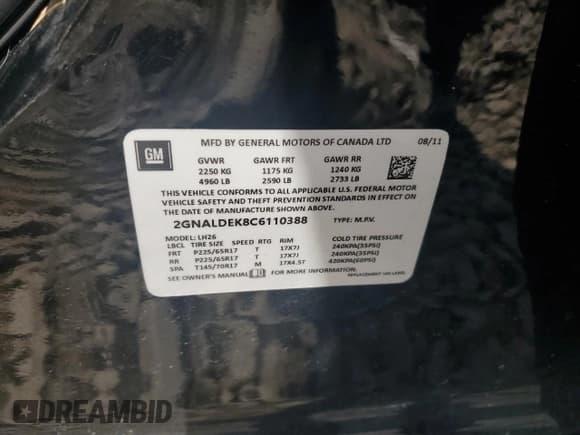 MFD BY GENERAL MOTORS OF CANADA LTD 08/11
GM
GVWR GAWR FRT GAWR RR
2250 KG 1175 KG 1240 KG
4960 LB 2590 LB 2733 LB
THIS VEHICLE CONFORMS TO ALL APPLICABLE U.S. FEDERAL MOTOR
VEHICLE SAFETY AND THEFT PREVENTION STANDARDS IN EFFECT ON
THE DATE OF MANUFACTURE SHOWN ABOVE.
2GNALDEK8C6110388 TYPE: M.P.V.
MODEL: LH26
LBCL TIRE SIZE SPEED RTG RIM COLD TIRE PRESSURE
FRT P225/65R17 T 17X7J 240KPA(35PSI)
RR P225/65R17 T 17X7J 240KPA(35PSI)
SPA T145/70R17 M 17X4.5T 420KPA(60PSI)
SEE OWNER'S MANUAL
REPLACEMENT VIN LABEL
DREAMBID